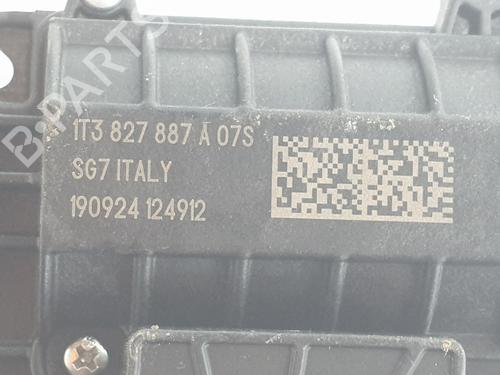 B-PARTS
1T3 827 887 A 07S
SG7 ITALY
190924 124912